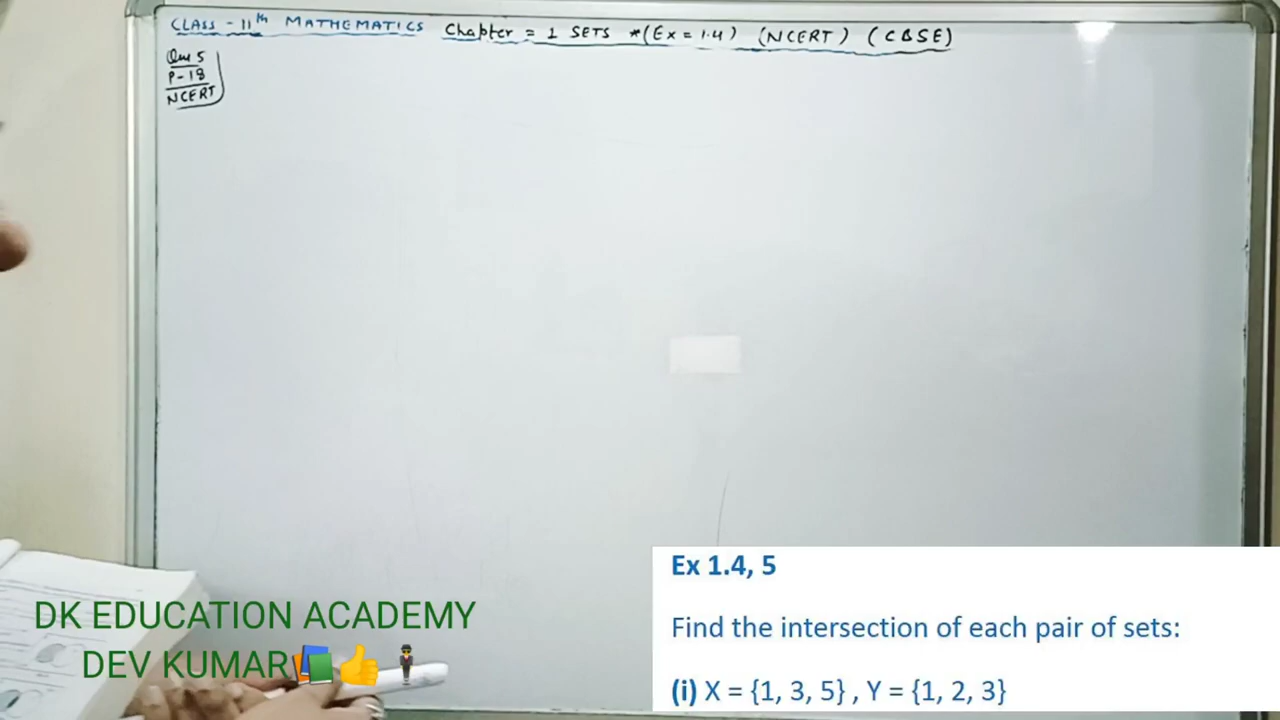 CLASS - 11th MATHEMATICS Chapter = 1 SETS *(Ex = 1.4) (NCERT) (CBSE)
Que 5
P-18
NCERT
Ex 1.4, 5
Find the intersection of each pair of sets:
(i) X = {1, 3, 5} , Y = {1, 2, 3}
DK EDUCATION ACADEMY
DEV KUMAR📚👍🕴